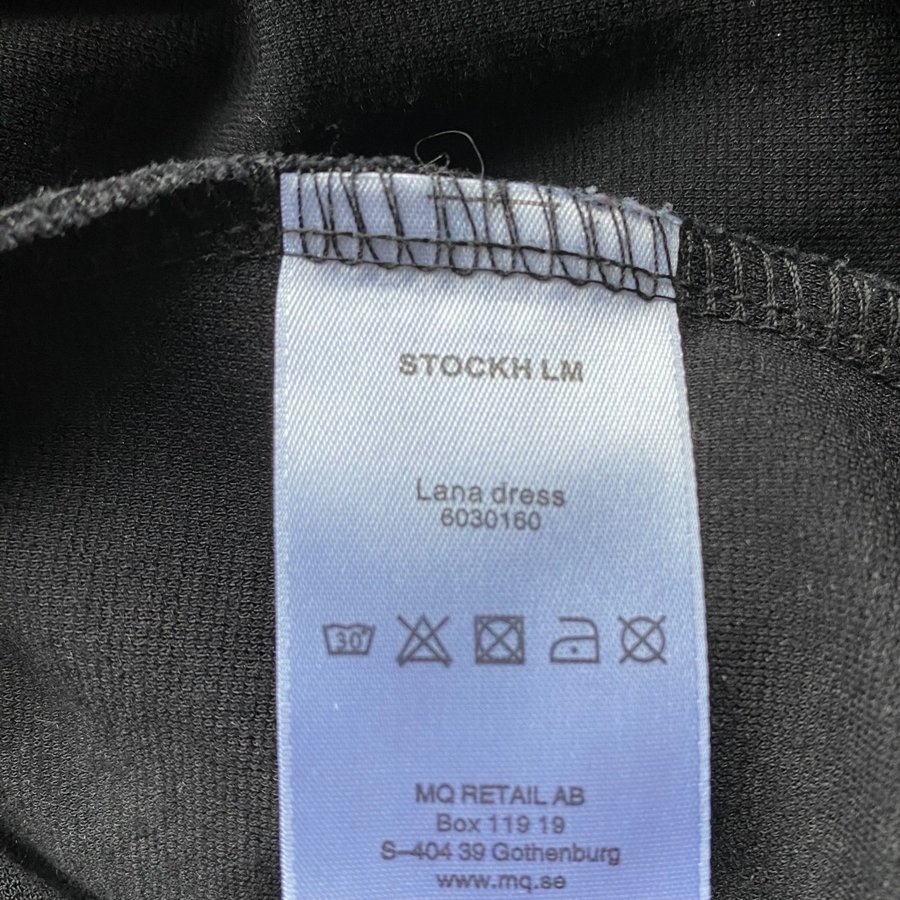 STOCKH LM
Lana dress
6030160
30°
MQ RETAIL AB
Box 119 19
S-404 39 Gothenburg
www.mq.se